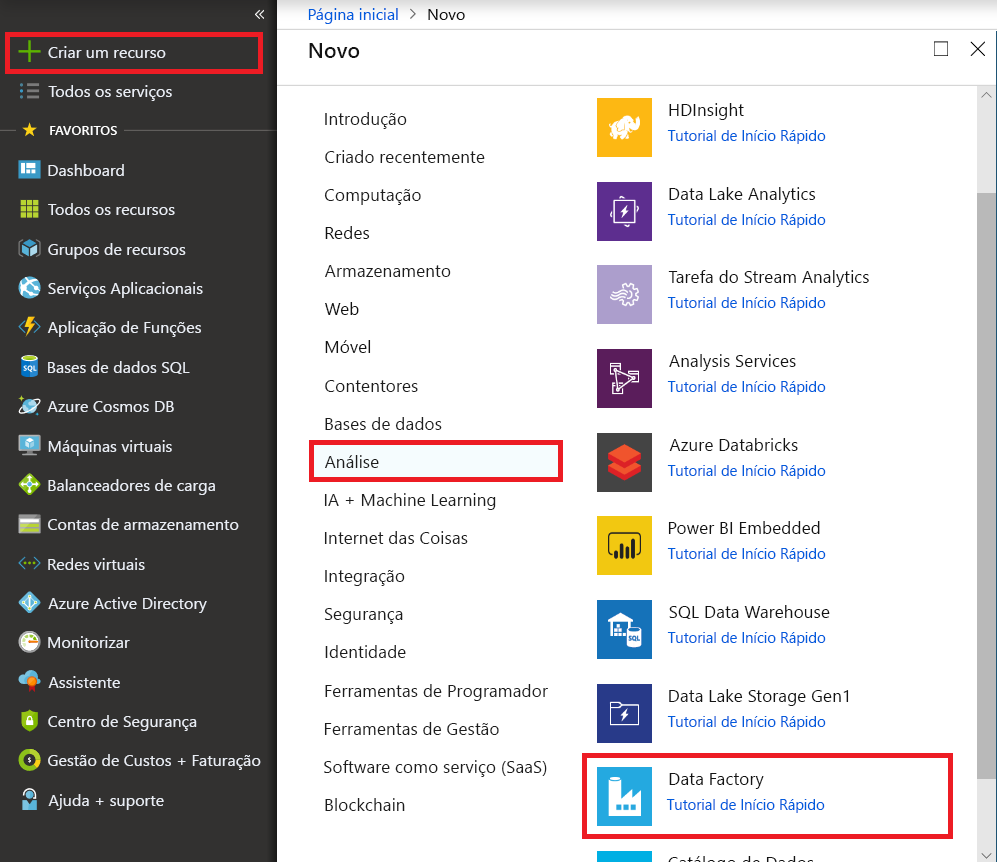 «
Criar um recurso
Todos os serviços
FAVORITOS
Dashboard
Todos os recursos
Grupos de recursos
Serviços Aplicacionais
Aplicação de Funções
SQL
Bases de dados SQL
Azure Cosmos DB
Máquinas virtuais
Balanceadores de carga
Contas de armazenamento
Redes virtuais
Azure Active Directory
Monitorizar
Assistente
Centro de Segurança
Gestão de Custos + Faturação
Ajuda + suporte
Página inicial > Novo
Novo
Introdução
Criado recentemente
Computação
Redes
Armazenamento
Web
Móvel
Contentores
Bases de dados
Análise
IA + Machine Learning
Internet das Coisas
Integração
Segurança
Identidade
Ferramentas de Programador
Ferramentas de Gestão
Software como serviço (SaaS)
Blockchain
HDInsight
Tutorial de Início Rápido
Data Lake Analytics
Tutorial de Início Rápido
Tarefa do Stream Analytics
Tutorial de Início Rápido
Analysis Services
Tutorial de Início Rápido
Azure Databricks
Tutorial de Início Rápido
Power BI Embedded
Tutorial de Início Rápido
SQL Data Warehouse
SQL
Tutorial de Início Rápido
Data Lake Storage Gen1
Tutorial de Início Rápido
Data Factory
Tutorial de Início Rápido
Catálogo de Dados